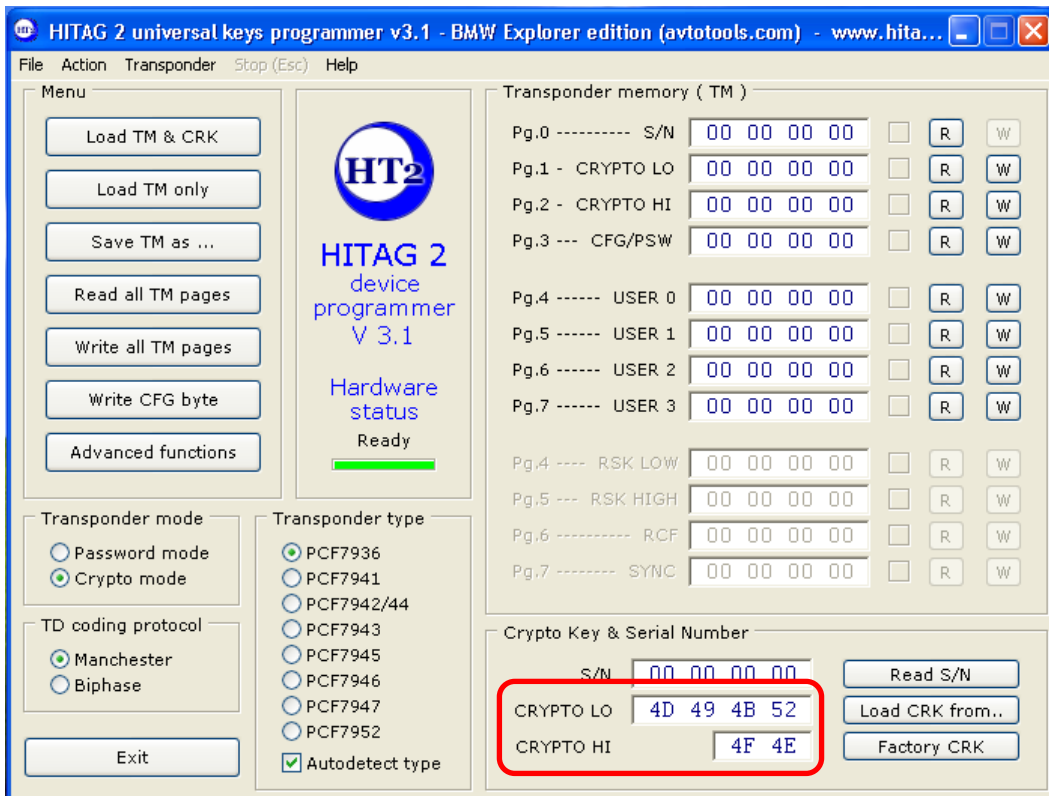 HITAG 2 universal keys programmer v3.1 - BMW Explorer edition (avtotools.com) - www.hita...
File Action Transponder Stop (Esc) Help
Menu
Load TM & CRK
Load TM only
Save TM as ...
Read all TM pages
Write all TM pages
Write CFG byte
Advanced functions
HT2
HITAG 2
device
programmer
V 3.1
Hardware
status
Ready
Transponder memory ( TM )
Pg.0 ---------- S/N 00 00 00 00 R W
Pg.1 - CRYPTO LO 00 00 00 00 R W
Pg.2 - CRYPTO HI 00 00 00 00 R W
Pg.3 --- CFG/PSW 00 00 00 00 R W
Pg.4 ------ USER 0 00 00 00 00 R W
Pg.5 ------ USER 1 00 00 00 00 R W
Pg.6 ------ USER 2 00 00 00 00 R W
Pg.7 ------ USER 3 00 00 00 00 R W
Pg.4 ---- RSK LOW 00 00 00 00 R W
Pg.5 --- RSK HIGH 00 00 00 00 R W
Pg.6 ---------- RCF 00 00 00 00 R W
Pg.7 -------- SYNC 00 00 00 00 R W
Transponder mode
Password mode
Crypto mode
TD coding protocol
Manchester
Biphase
Exit
Transponder type
PCF7936
PCF7941
PCF7942/44
PCF7943
PCF7945
PCF7946
PCF7947
PCF7952
Autodetect type
Crypto Key & Serial Number
S/N 00 00 00 00 Read S/N
CRYPTO LO 4D 49 4B 52 Load CRK from..
CRYPTO HI 4F 4E Factory CRK